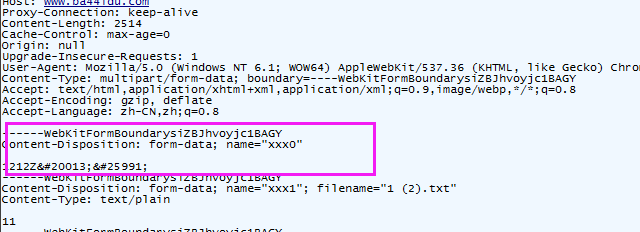 Host: www.ba441du.com
Proxy-Connection: keep-alive
Content-Length: 2514
Cache-Control: max-age=0
Origin: null
Upgrade-Insecure-Requests: 1
User-Agent: Mozilla/5.0 (Windows NT 6.1; WOW64) AppleWebKit/537.36 (KHTML, like Gecko) Chro
Content-Type: multipart/form-data; boundary=----WebKitFormBoundarysiZBJhvoyjc1BAGY
Accept: text/html,application/xhtml+xml,application/xml;q=0.9,image/webp,*/*;q=0.8
Accept-Encoding: gzip, deflate
Accept-Language: zh-CN,zh;q=0.8
------WebKitFormBoundarysiZBJhvoyjc1BAGY
Content-Disposition: form-data; name="xxx0"
1212Z&#20013;&#25991;
------WebKitFormBoundarysiZBJhvoyjc1BAGY
Content-Disposition: form-data; name="xxx1"; filename="1 (2).txt"
Content-Type: text/plain
11
------WebKitFormBoundarysiZBJhvoyjc1BAGY